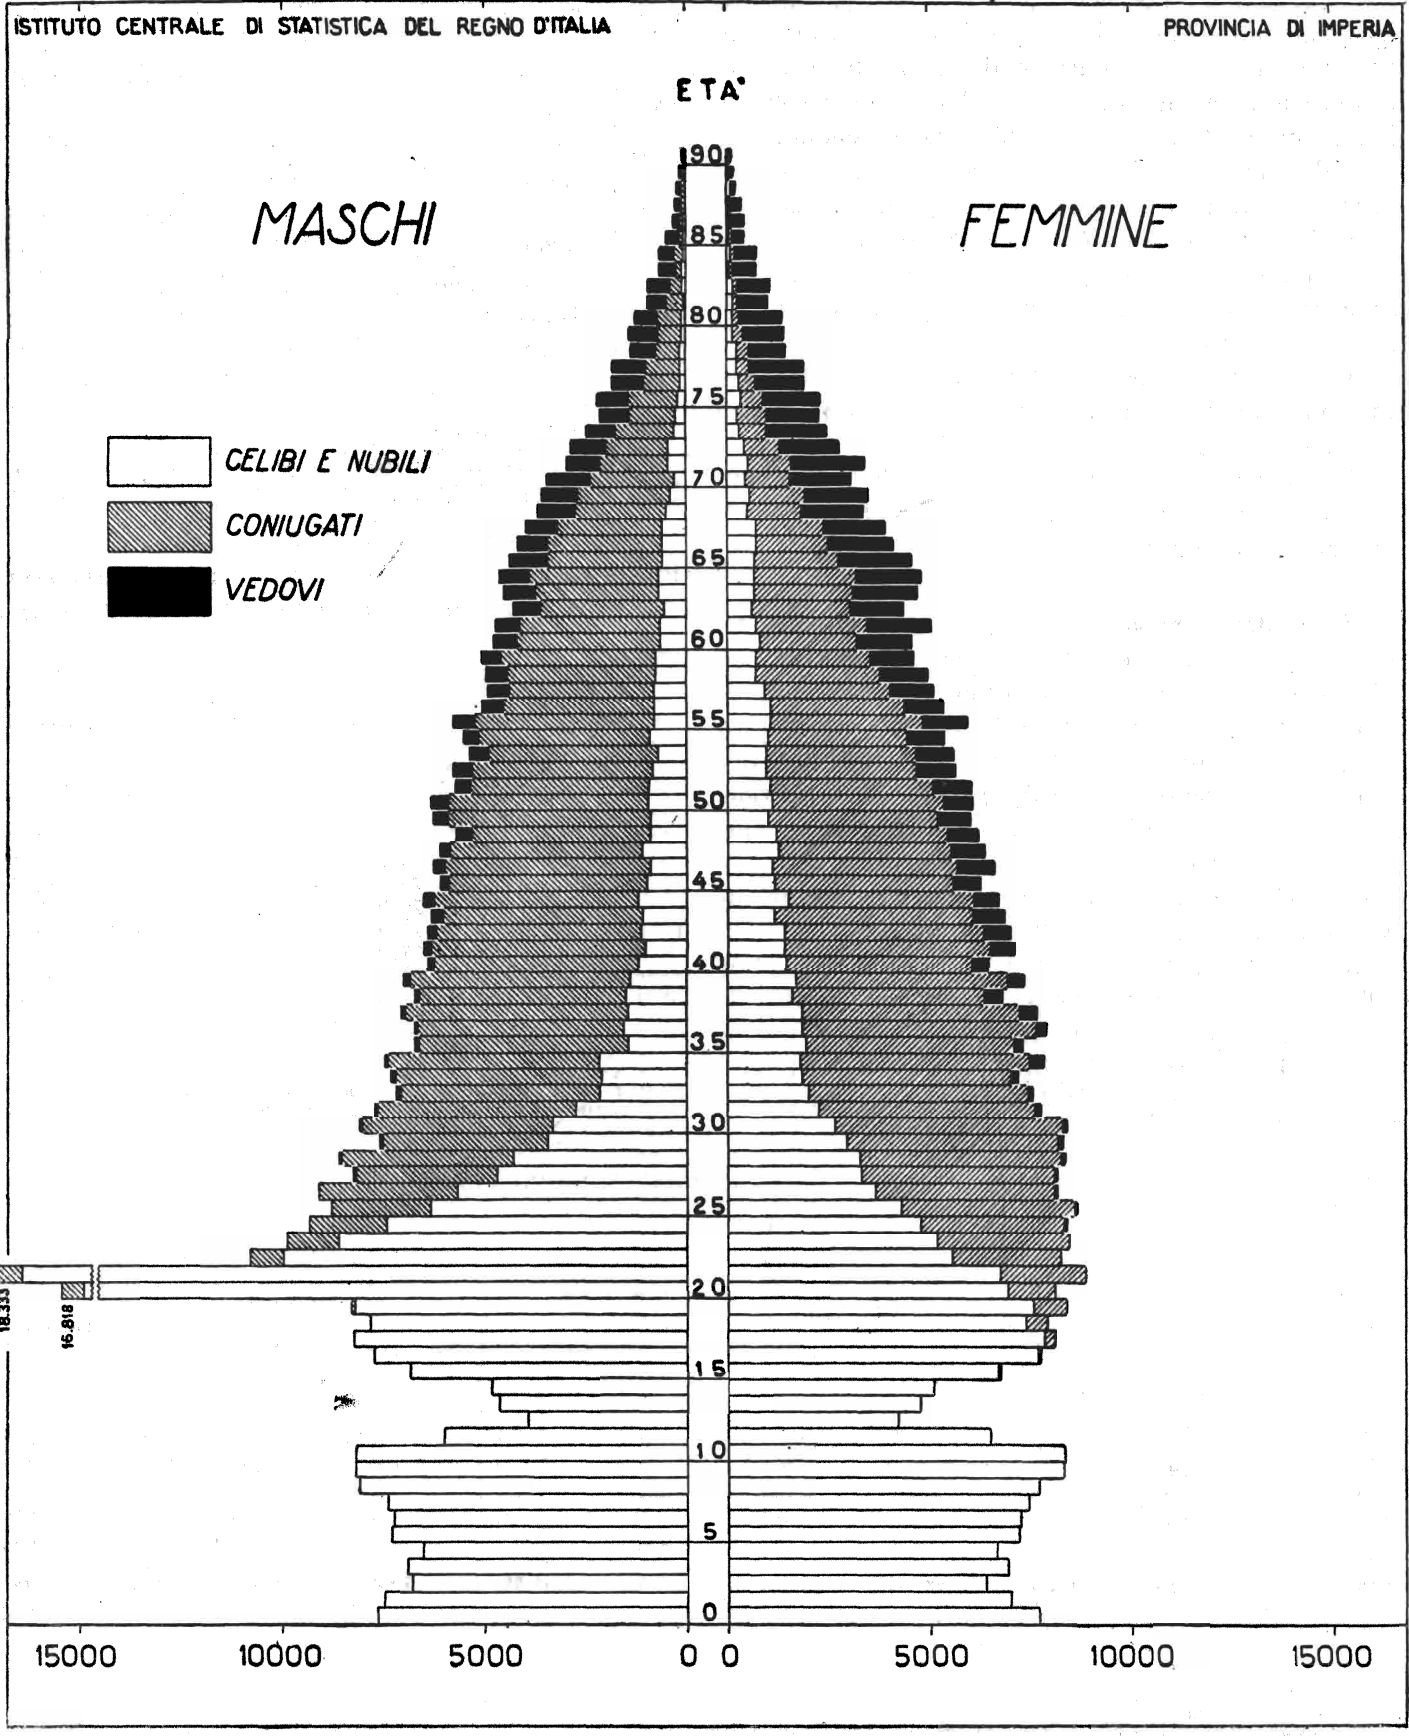 ISTITUTO CENTRALE DI STATISTICA DEL REGNO D'ITALIA
PROVINCIA DI IMPERIA
ETA'
MASCHI
FEMMINE
90
85
80
75
70
65
60
55
50
45
40
35
30
25
20
15
10
5
0
CELIBI E NUBILI
CONIUGATI
VEDOVI
18.333
16.818
15000 10000 5000 0 0 5000 10000 15000